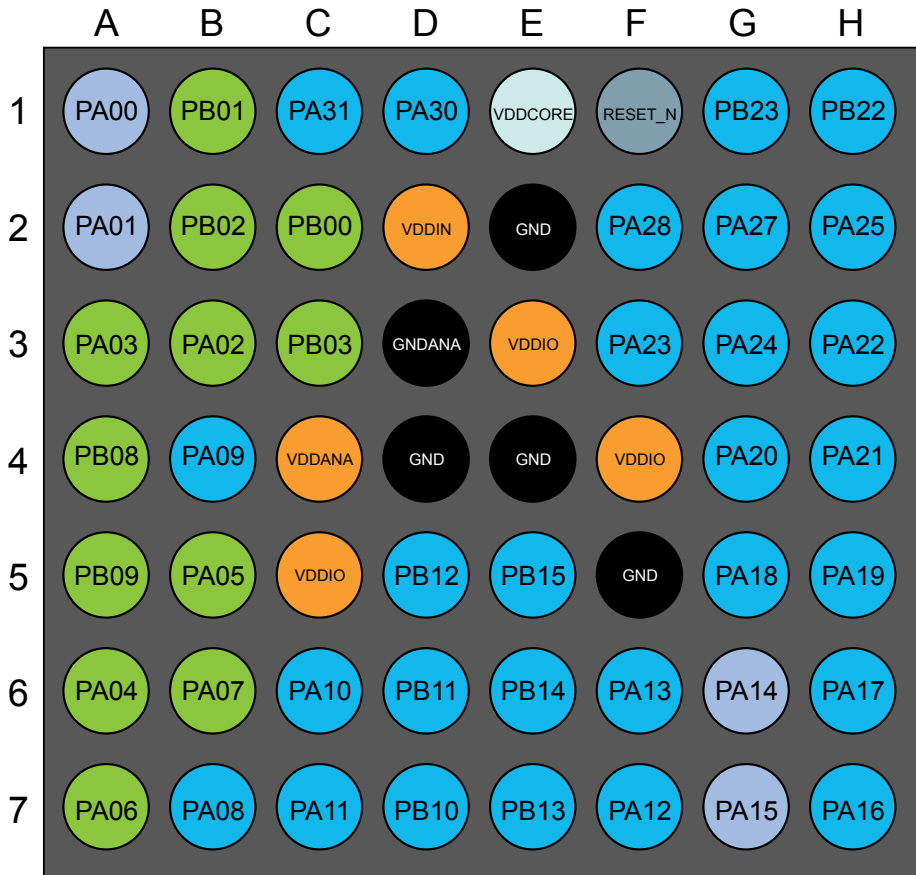 A B C D E F G H
1 PA00 PB01 PA31 PA30 VDDCORE RESET_N PB23 PB22
2 PA01 PB02 PB00 VDDIN GND PA28 PA27 PA25
3 PA03 PA02 PB03 GNDANA VDDIO PA23 PA24 PA22
4 PB08 PA09 VDDANA GND GND VDDIO PA20 PA21
5 PB09 PA05 VDDIO PB12 PB15 GND PA18 PA19
6 PA04 PA07 PA10 PB11 PB14 PA13 PA14 PA17
7 PA06 PA08 PA11 PB10 PB13 PA12 PA15 PA16